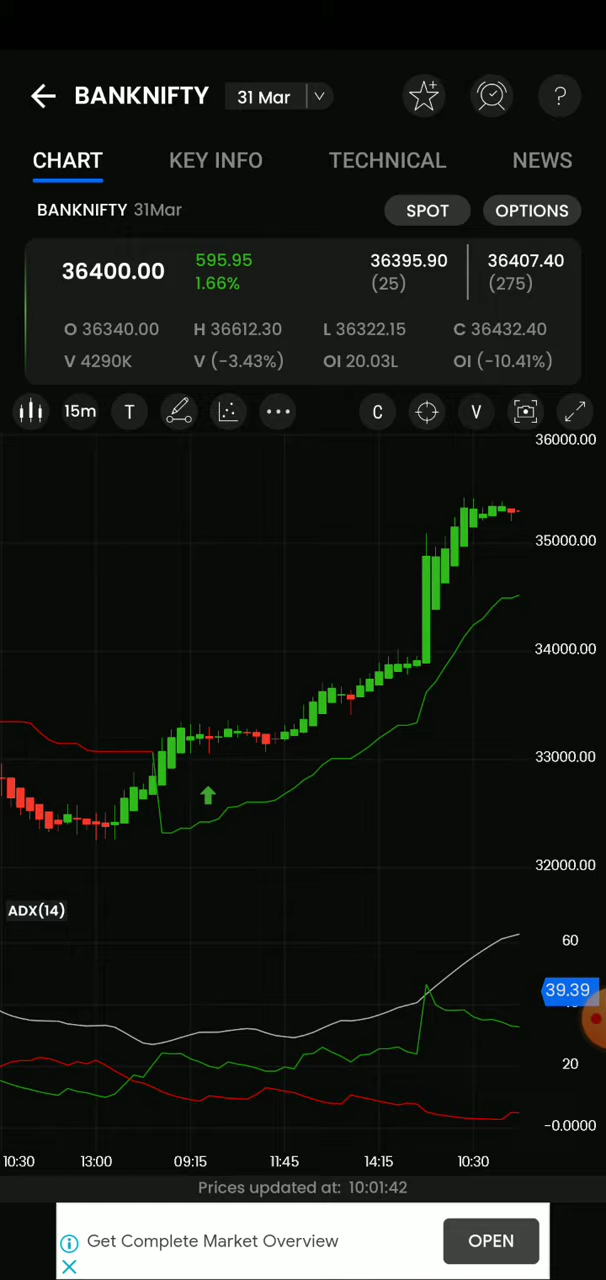 BANKNIFTY 31 Mar ?
CHART KEY INFO TECHNICAL NEWS
BANKNIFTY 31Mar SPOT OPTIONS
36400.00 595.95 1.66% 36395.90 (25) 36407.40 (275)
O 36340.00 H 36612.30 L 36322.15 C 36432.40
V 4290K V (-3.43%) OI 20.03L OI (-10.41%)
15m T C V
36000.00
35000.00
34000.00
33000.00
32000.00
ADX(14)
60
39.39
20
-0.0000
10:30 13:00 09:15 11:45 14:15 10:30
Prices updated at: 10:01:42
Get Complete Market Overview OPEN